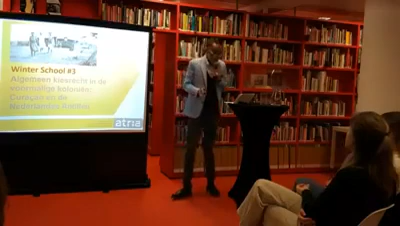 Winter School #3
Algemeen kiesrecht in de
voormalige koloniën:
Curaçao en de
Nederlandse Antillen
atria